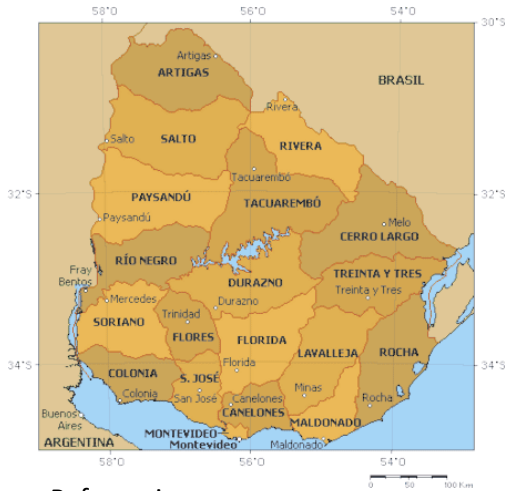 58°O 56°O 54°O 30°S
Artigas
ARTIGAS
BRASIL
Rivera
Salto
SALTO
RIVERA
Tacuarembó
32°S 32°S
PAYSANDÚ
TACUAREMBÓ
Paysandú
Melo
CERRO LARGO
RÍO NEGRO
Fray
Bentos
TREINTA Y TRES
DURAZNO
Treinta y Tres
Mercedes
Durazno
Trinidad
SORIANO
FLORES
FLORIDA
LAVALLEJA
ROCHA
34°S 34°S
Florida
COLONIA
S. JOSÉ
Minas
Colonia
San José
Canelones
Rocha
Buenos
Aires
CANELONES
MALDONADO
MONTEVIDEO
Montevideo
Maldonado
ARGENTINA
58°O 56°O 54°O
0 50 100 Km